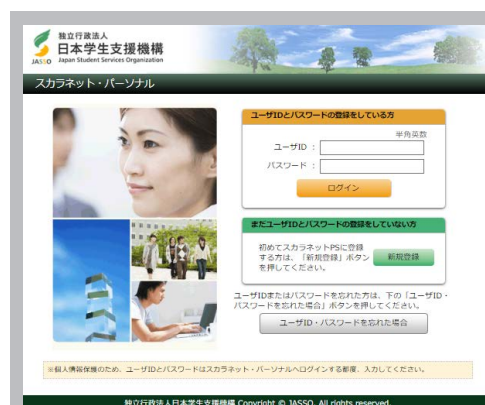 独立行政法人
日本学生支援機構
JASSO Japan Student Services Organization
スカラネット・パーソナル
ユーザIDとパスワードの登録をしている方
半角英数
ユーザID :
パスワード :
ログイン
まだユーザIDとパスワードの登録をしていない方
初めてスカラネットPSに登録
する方は、「新規登録」ボタン
を押してください。
新規登録
ユーザIDまたはパスワードを忘れた方は、下の「ユーザID・
パスワードを忘れた場合」ボタンを押してください。
ユーザID・パスワードを忘れた場合
※個人情報保護のため、ユーザIDとパスワードはスカラネット・パーソナルへログインする都度、入力してください。
独立行政法人日本学生支援機構 Copyright © JASSO. All rights reserved.